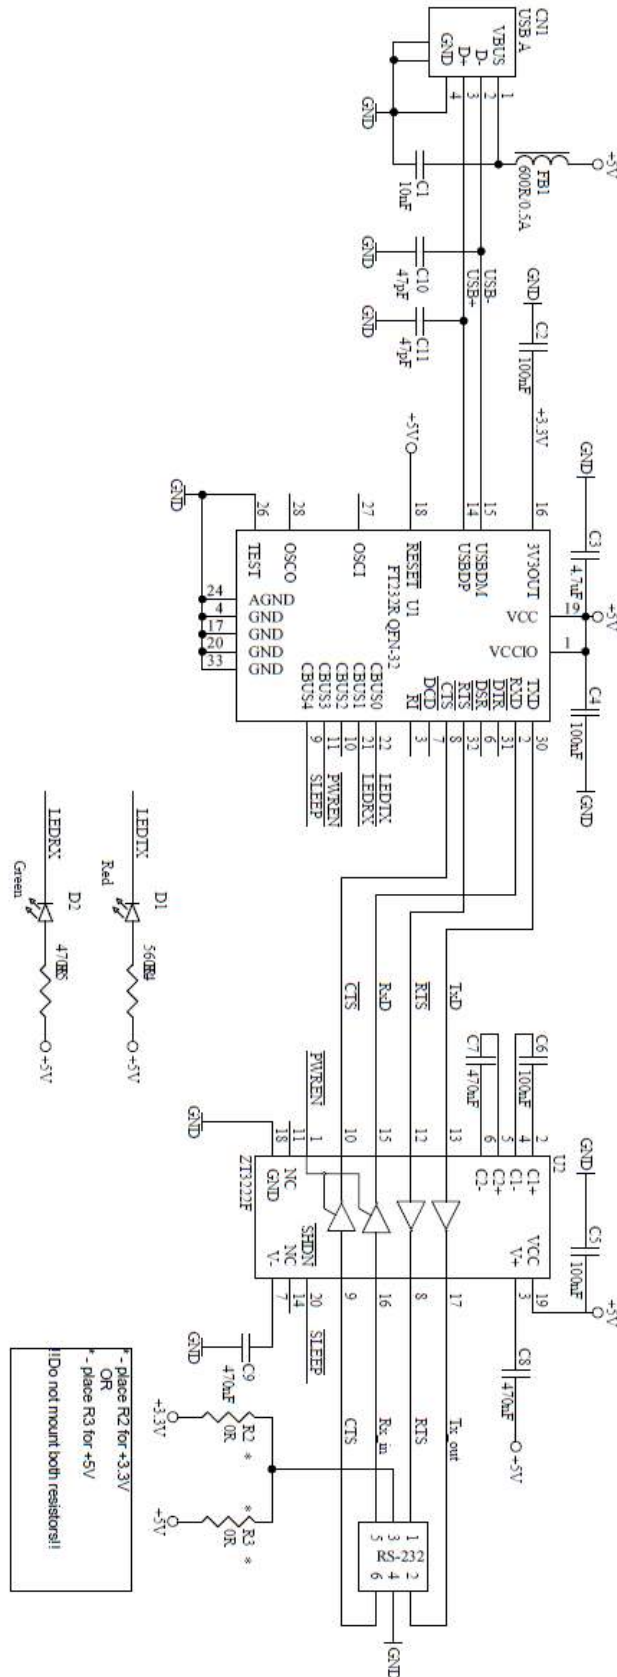 CN1
USB A
VBUS
D-
D+
GND
1
2
3
4
+5V
FB1
600R/0.5A
GND
C1
10nF
GND
C10
47pF
GND
C11
47pF
USB-
USB+
GND
C2
100nF
+3.3V
+5V
GND
C3
4.7uF
+5V
C4
100nF
GND
16
15
14
18
27
28
26
GND
3V3OUT
USBDM
USBDP
RESET
OSCI
OSCO
TEST
U1
FT232R QFN-32
19
VCC
1
VCCIO
24
AGND
4
GND
17
GND
20
GND
33
GND
TXD
RXD
DTR
DSR
RTS
CTS
DCD
RI
CBUS0
CBUS1
CBUS2
CBUS3
CBUS4
30
2
31
6
32
8
7
3
22
21
10
11
9
LEDTX
LEDRX
PWREN
SLEEP
LEDTX
D1
Red
+5V
LEDRX
D2
Green
+5V
TxD
RTS
RxD
CTS
PWREN
C6
100nF
C7
470nF
GND
C5
100nF
+5V
U2
2
4
5
6
13
12
15
10
1
11
18
GND
C1+
C1-
C2+
C2-
NC
GND
ZT3222F
VCC
V+
SHDN
NC
V-
19
3
17
8
16
9
20
14
7
SLEEP
C8
470nF
+5V
GND
C9
470nF
Tx_out
RTS
Rx_in
CTS
+3.3V
R2 *
0R
+5V
* R3 *
0R
1 2
3 4
5 6
RS-232
GND
* - place R2 for +3.3V
OR
* - place R3 for +5V
!!Do not mount both resistors!!